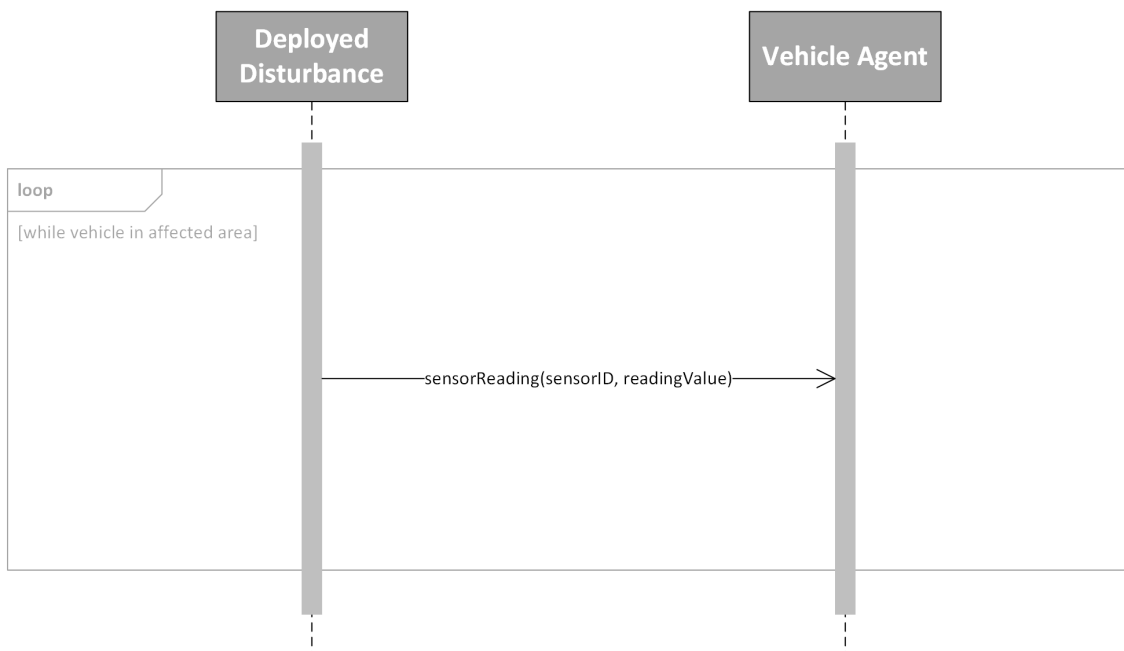 Deployed
Disturbance
Vehicle Agent
loop
[while vehicle in affected area]
sensorReading(sensorID, readingValue)